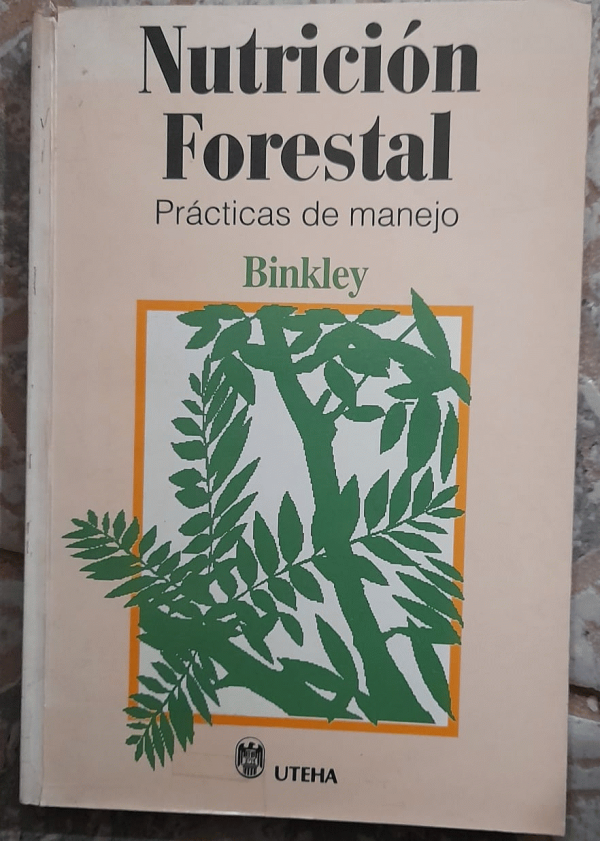 Nutrición
Forestal
Prácticas de manejo
Binkley
UTEHA